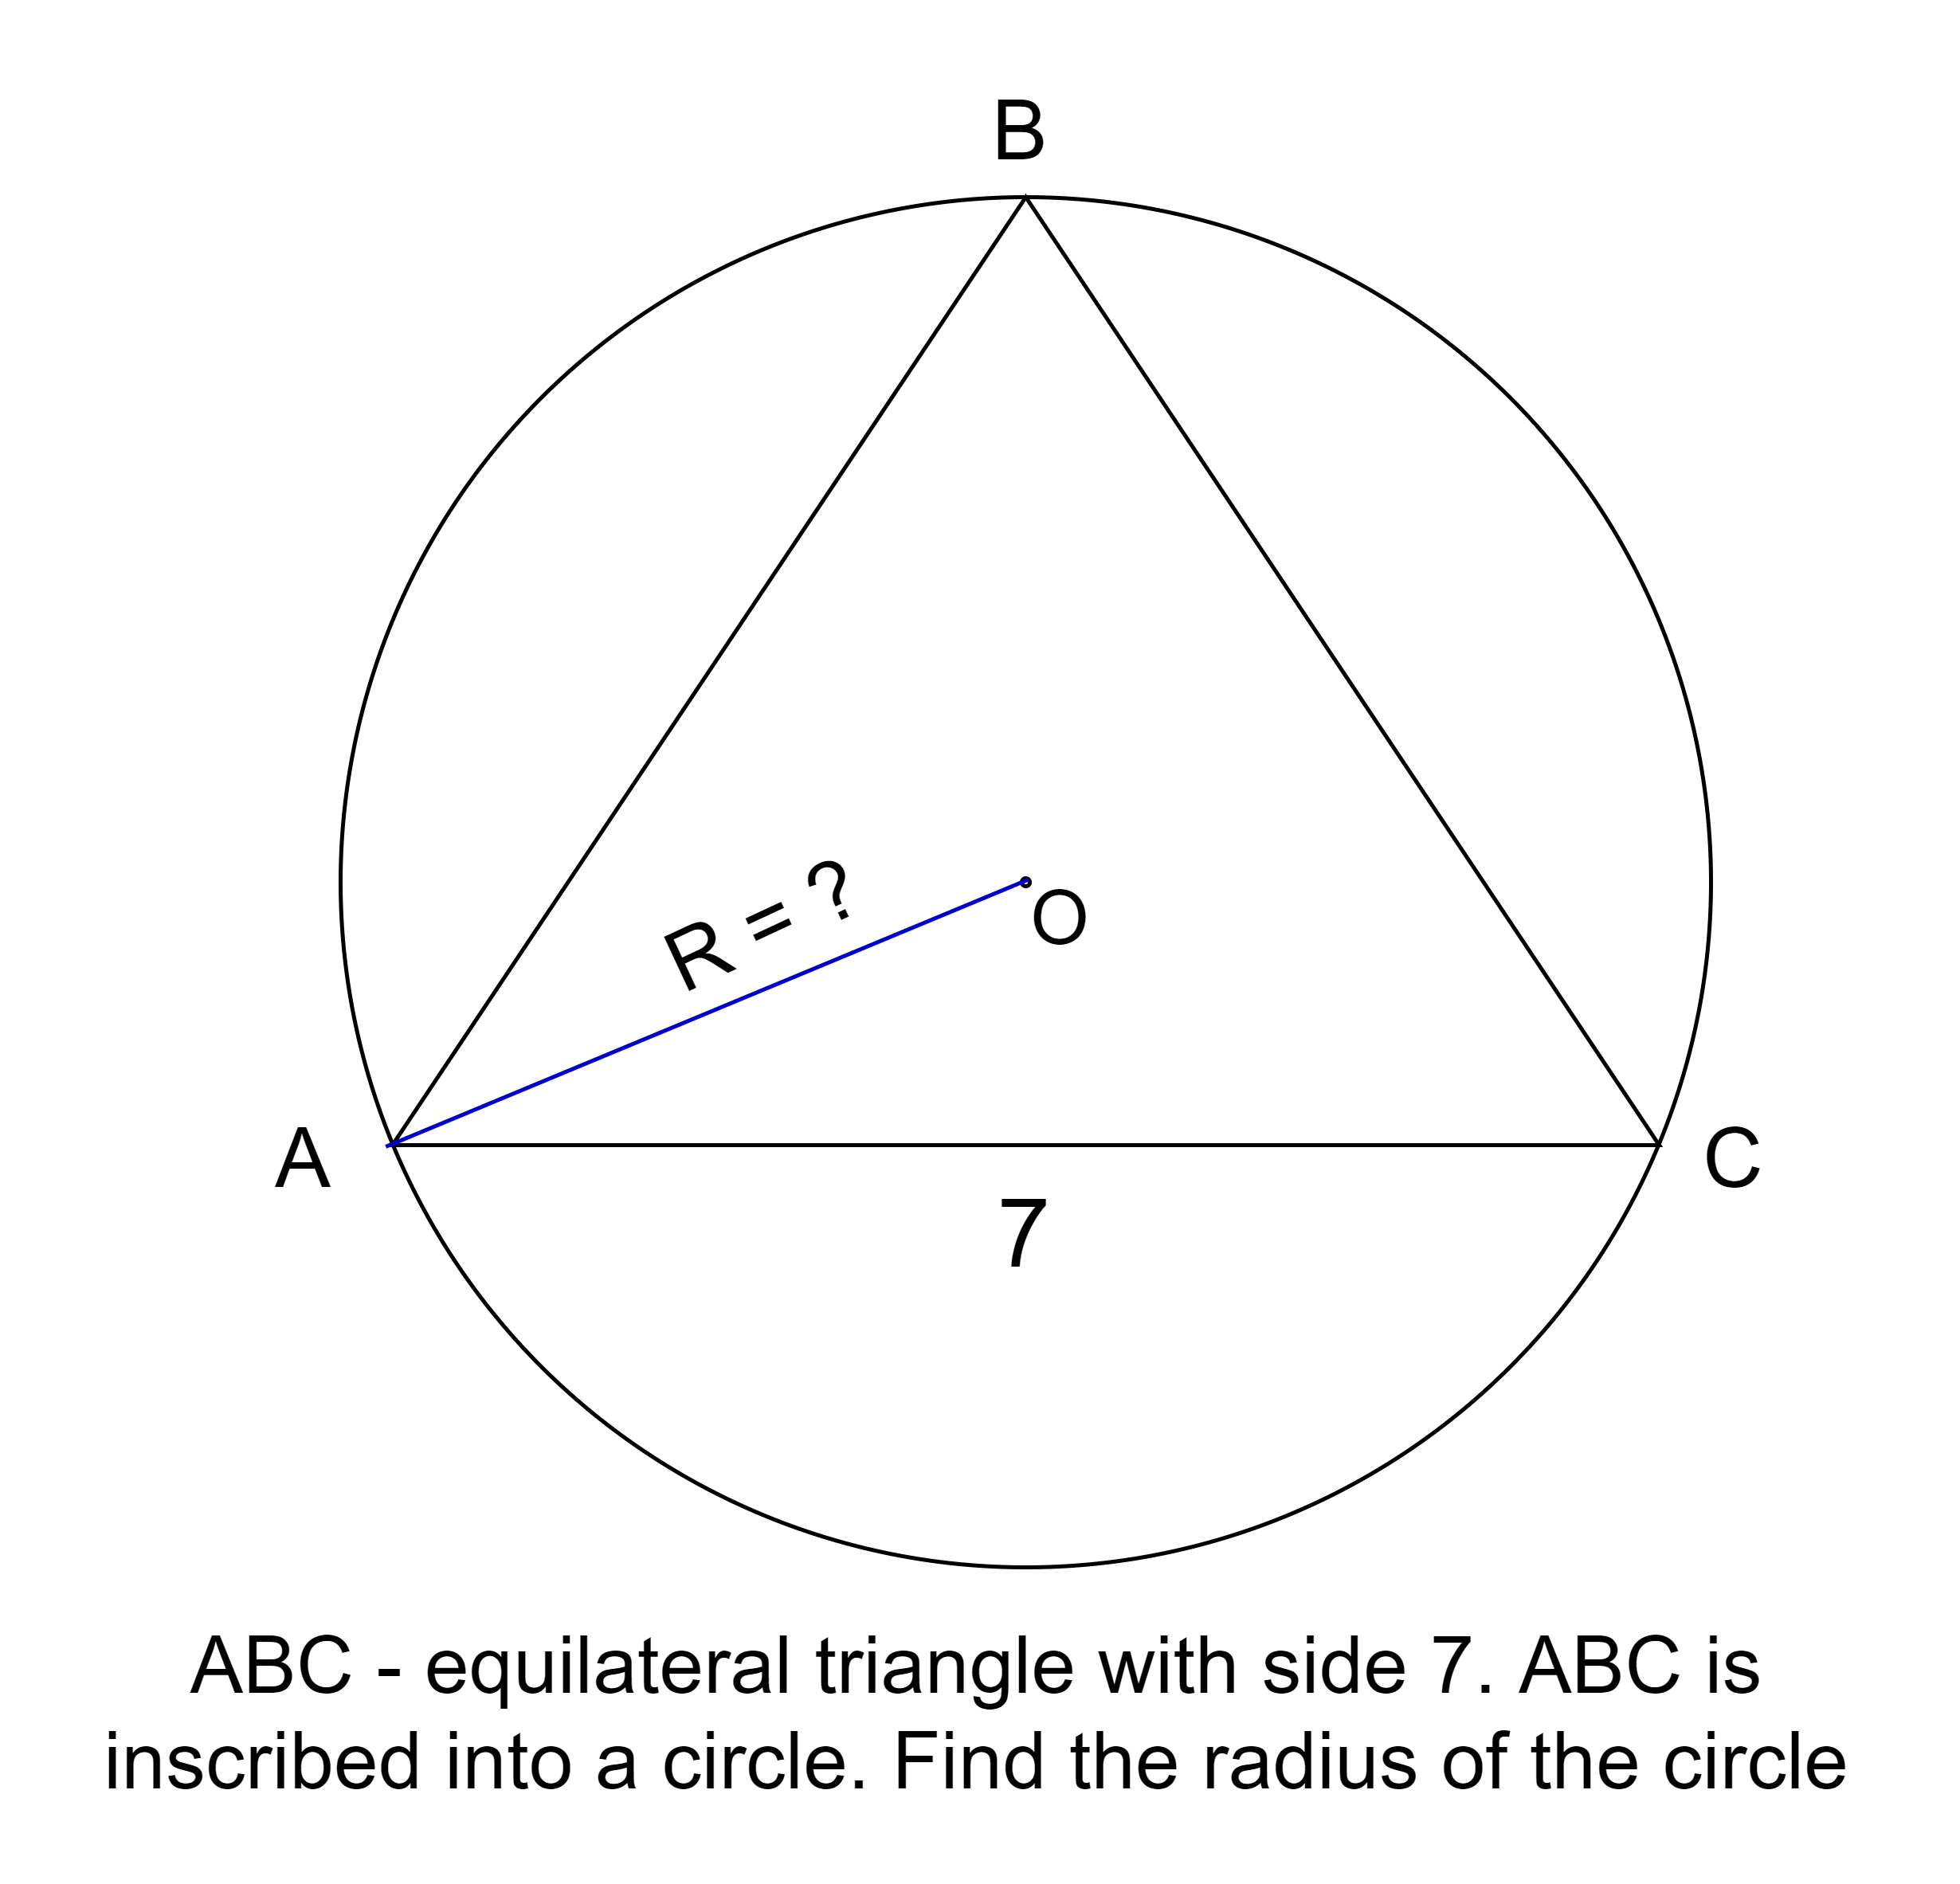 B
R = ?
O
A
C
7
ABC - equilateral triangle with side 7. ABC is
inscribed into a circle. Find the radius of the circle